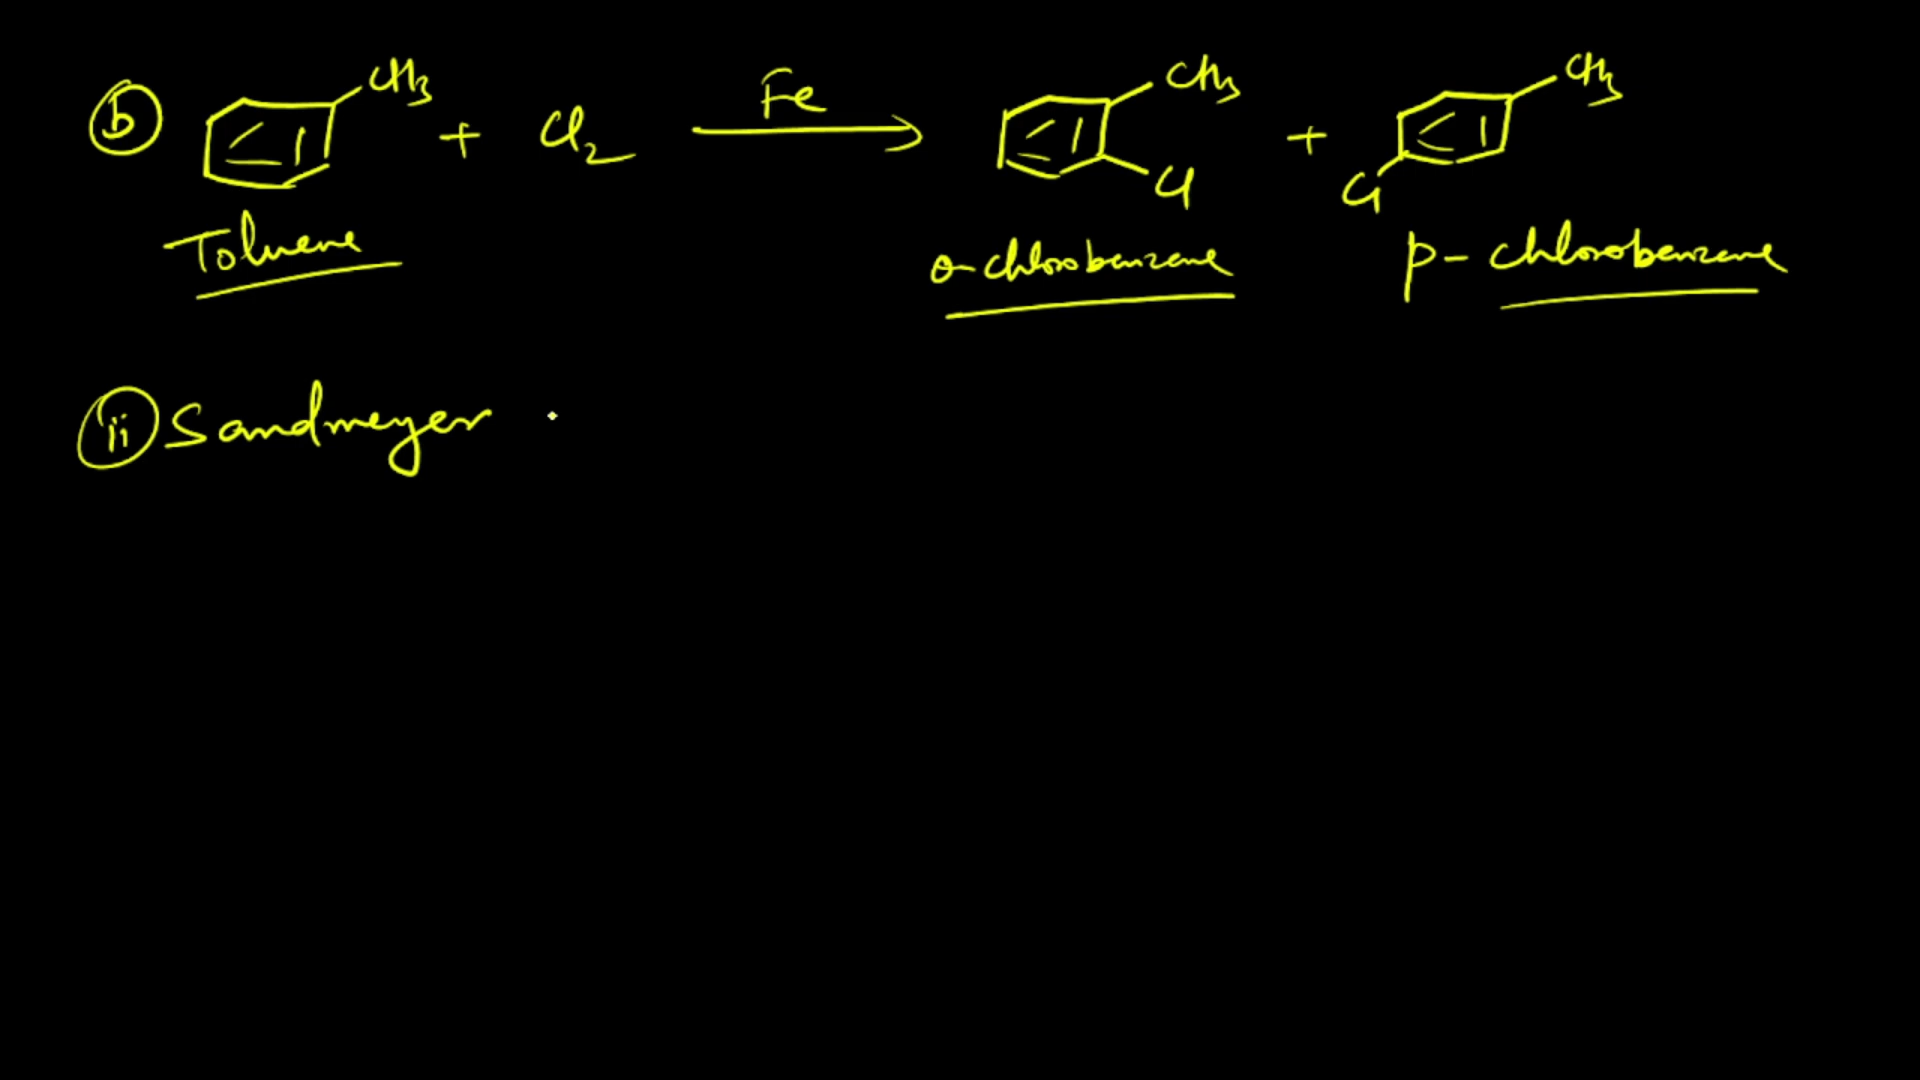 (b) CH3 + Cl2 Fe → CH3 Cl + CH3 Cl
Toluene o-chlorobenzene p-chlorobenzene
(ii) Sandmeyer